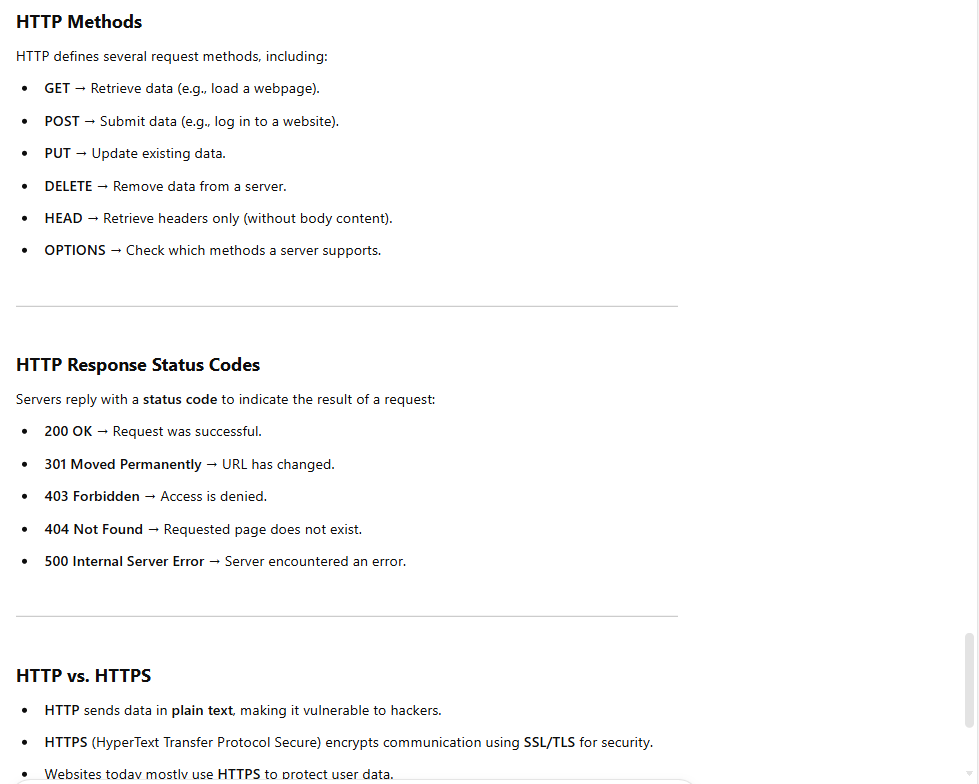 HTTP Methods
HTTP defines several request methods, including:
• GET → Retrieve data (e.g., load a webpage).
• POST → Submit data (e.g., log in to a website).
• PUT → Update existing data.
• DELETE → Remove data from a server.
• HEAD → Retrieve headers only (without body content).
• OPTIONS → Check which methods a server supports.
HTTP Response Status Codes
Servers reply with a status code to indicate the result of a request:
• 200 OK → Request was successful.
• 301 Moved Permanently → URL has changed.
• 403 Forbidden → Access is denied.
• 404 Not Found → Requested page does not exist.
• 500 Internal Server Error → Server encountered an error.
HTTP vs. HTTPS
• HTTP sends data in plain text, making it vulnerable to hackers.
• HTTPS (HyperText Transfer Protocol Secure) encrypts communication using SSL/TLS for security.
• Websites today mostly use HTTPS to protect user data.